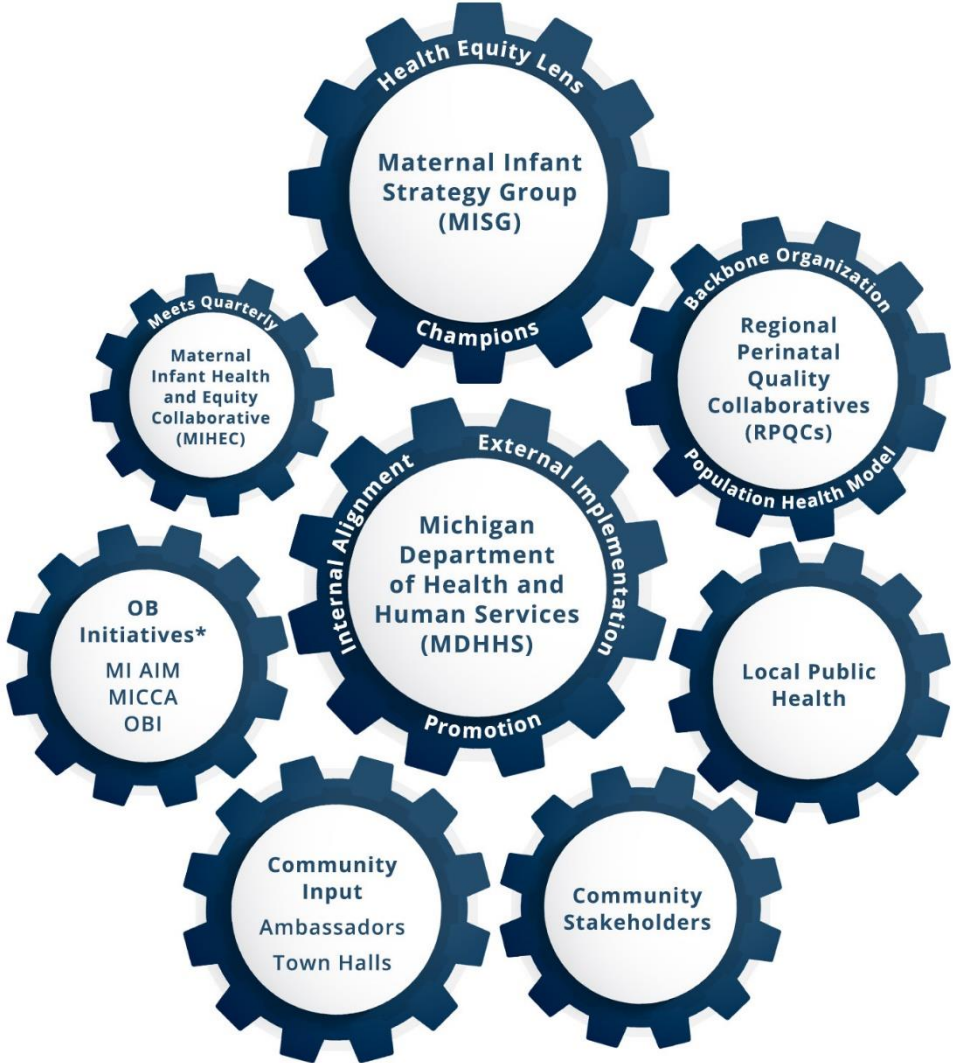 Health Equity Lens
Maternal Infant
Strategy Group
(MISG)
Champions
Meets Quarterly
Maternal
Infant Health
and Equity
Collaborative
(MIHEC)
Backbone Organization
Regional
Perinatal
Quality
Collaboratives
(RPQCs)
Population Health Model
Internal Alignment
External Implementation
Michigan
Department
of Health and
Human Services
(MDHHS)
Promotion
OB
Initiatives*
MI AIM
MICCA
OBI
Local Public
Health
Community
Input
Ambassadors
Town Halls
Community
Stakeholders